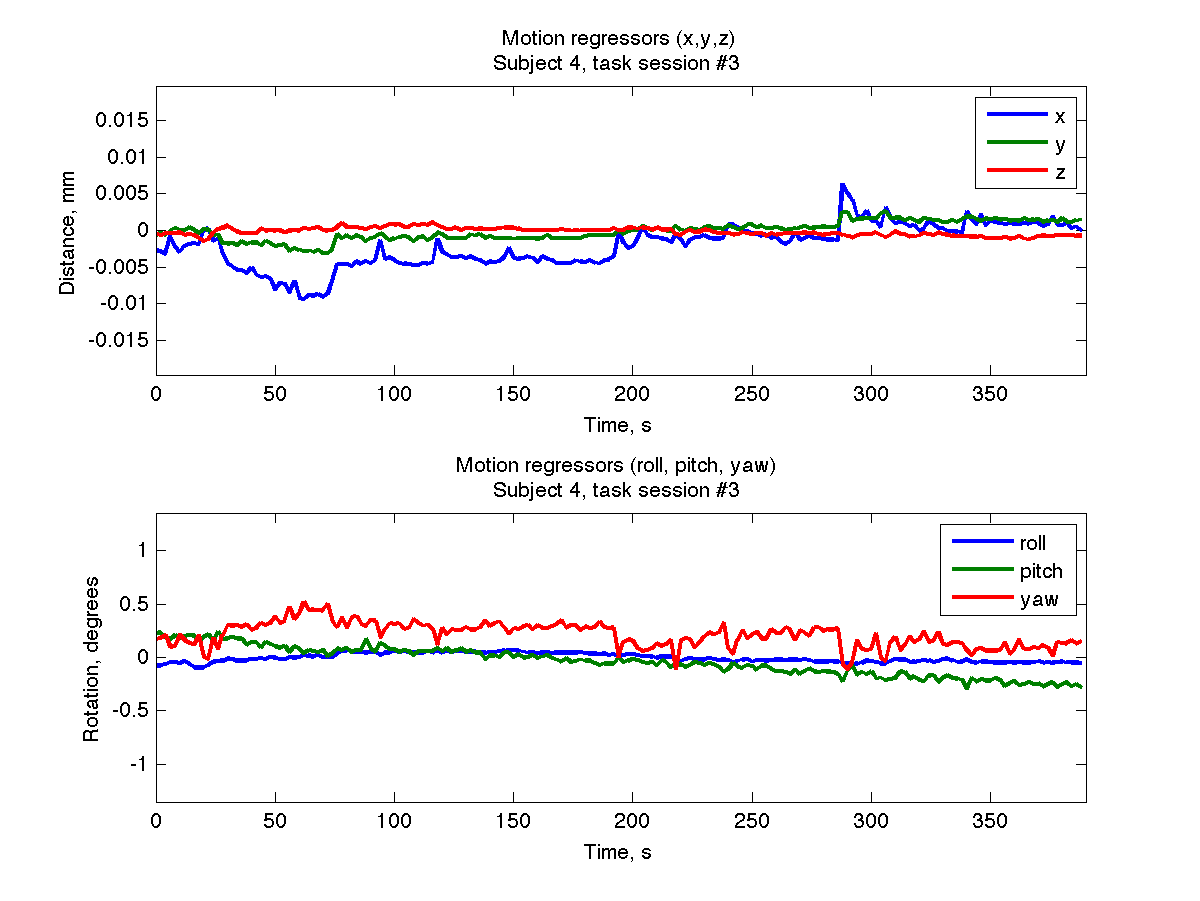 Motion regressors (x,y,z)
Subject 4, task session #3
Distance, mm
0.015
0.01
0.005
0
-0.005
-0.01
-0.015
x
y
z
0 50 100 150 200 250 300 350
Time, s
Motion regressors (roll, pitch, yaw)
Subject 4, task session #3
Rotation, degrees
1
0.5
0
-0.5
-1
roll
pitch
yaw
0 50 100 150 200 250 300 350
Time, s